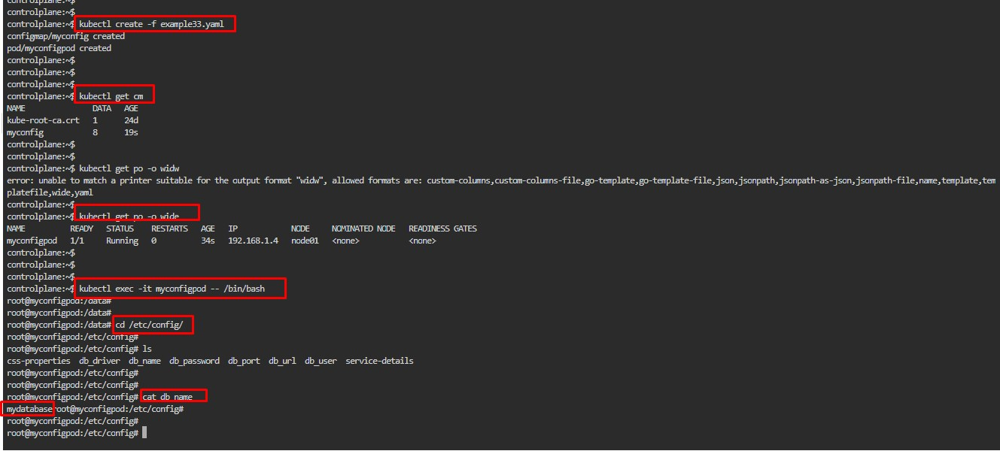 controlplane:~$
controlplane:~$
controlplane:~$ kubectl create -f example33.yaml
configmap/myconfig created
pod/myconfigpod created
controlplane:~$
controlplane:~$
controlplane:~$
controlplane:~$ kubectl get cm
NAME DATA AGE
kube-root-ca.crt 1 24d
myconfig 8 19s
controlplane:~$
controlplane:~$
controlplane:~$ kubectl get po -o widw
error: unable to match a printer suitable for the output format "widw", allowed formats are: custom-columns,custom-columns-file,go-template,go-template-file,json,jsonpath,jsonpath-as-json,jsonpath-file,name,template,tem
platefile,wide,yaml
controlplane:~$
controlplane:~$ kubectl get po -o wide
NAME READY STATUS RESTARTS AGE IP NODE NOMINATED NODE READINESS GATES
myconfigpod 1/1 Running 0 34s 192.168.1.4 node01 <none> <none>
controlplane:~$
controlplane:~$
controlplane:~$
controlplane:~$ kubectl exec -it myconfigpod -- /bin/bash
root@myconfigpod:/data#
root@myconfigpod:/data#
root@myconfigpod:/data# cd /etc/config/
root@myconfigpod:/etc/config#
root@myconfigpod:/etc/config# ls
css-properties db_driver db_name db_password db_port db_url db_user service-details
root@myconfigpod:/etc/config#
root@myconfigpod:/etc/config#
root@myconfigpod:/etc/config# cat db_name
mydatabaseroot@myconfigpod:/etc/config#
root@myconfigpod:/etc/config#
root@myconfigpod:/etc/config#